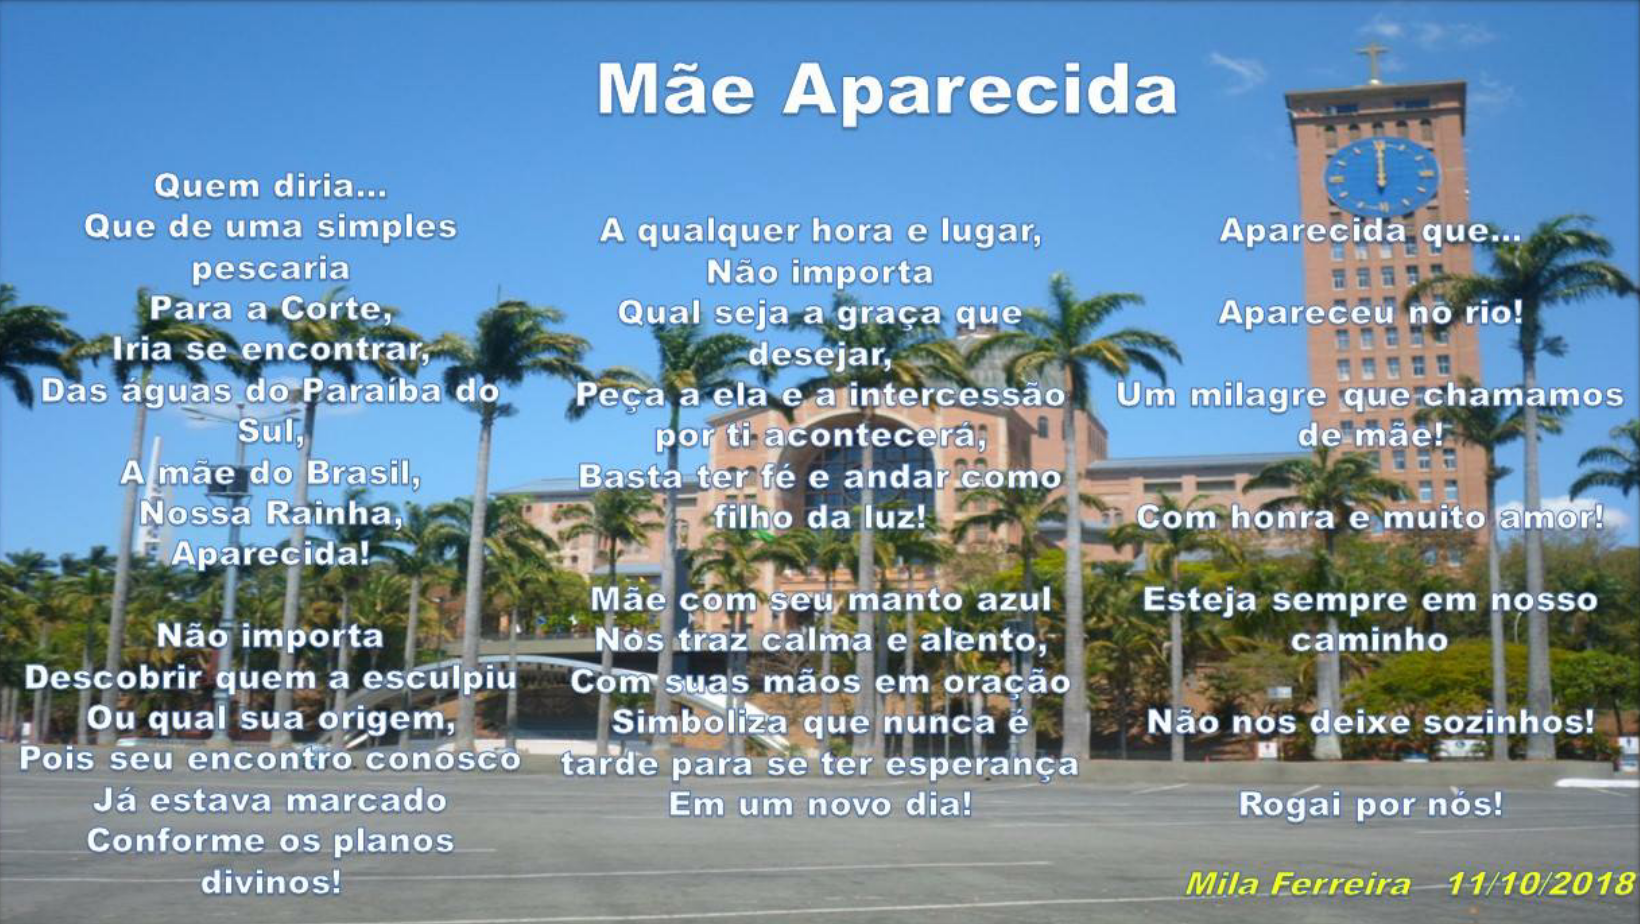 Mãe Aparecida
Quem diria...
Que de uma simples
pescaria
Para a Corte,
Iria se encontrar,
Das águas do Paraíba do
Sul,
A mãe do Brasil,
Nossa Rainha,
Aparecida!
Não importa
Descobrir quem a esculpiu
Ou qual sua origem,
Pois seu encontro conosco
Já estava marcado
Conforme os planos
divinos!
A qualquer hora e lugar,
Não importa
Qual seja a graça que
desejar,
Peça a ela e a intercessão
por ti acontecerá,
Basta ter fé e andar como
filho da luz!
Mãe com seu manto azul
Nos traz calma e alento,
Com suas mãos em oração
Simboliza que nunca é
tarde para se ter esperança
Em um novo dia!
Aparecida que...
Apareceu no rio!
Um milagre que chamamos
de mãe!
Com honra e muito amor!
Esteja sempre em nosso
caminho
Não nos deixe sozinhos!
Rogai por nós!
Mila Ferreira 11/10/2018